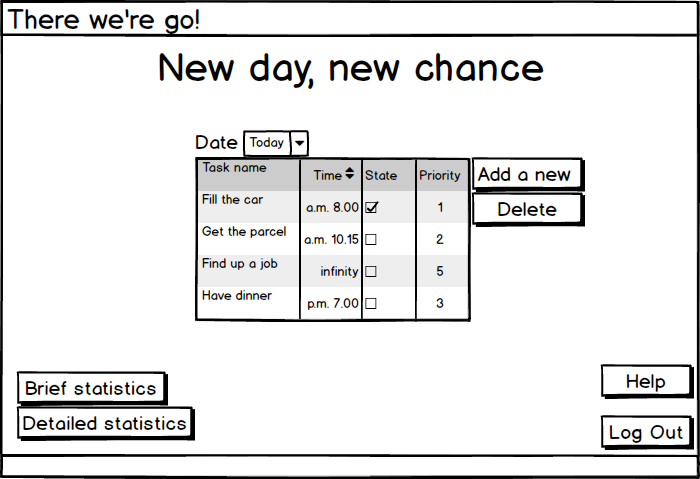 There we're go!
New day, new chance
Date Today
Task name Time State Priority
Fill the car a.m. 8.00 1
Get the parcel a.m. 10.15 2
Find up a job infinity 5
Have dinner p.m. 7.00 3
Add a new
Delete
Brief statistics
Detailed statistics
Help
Log Out